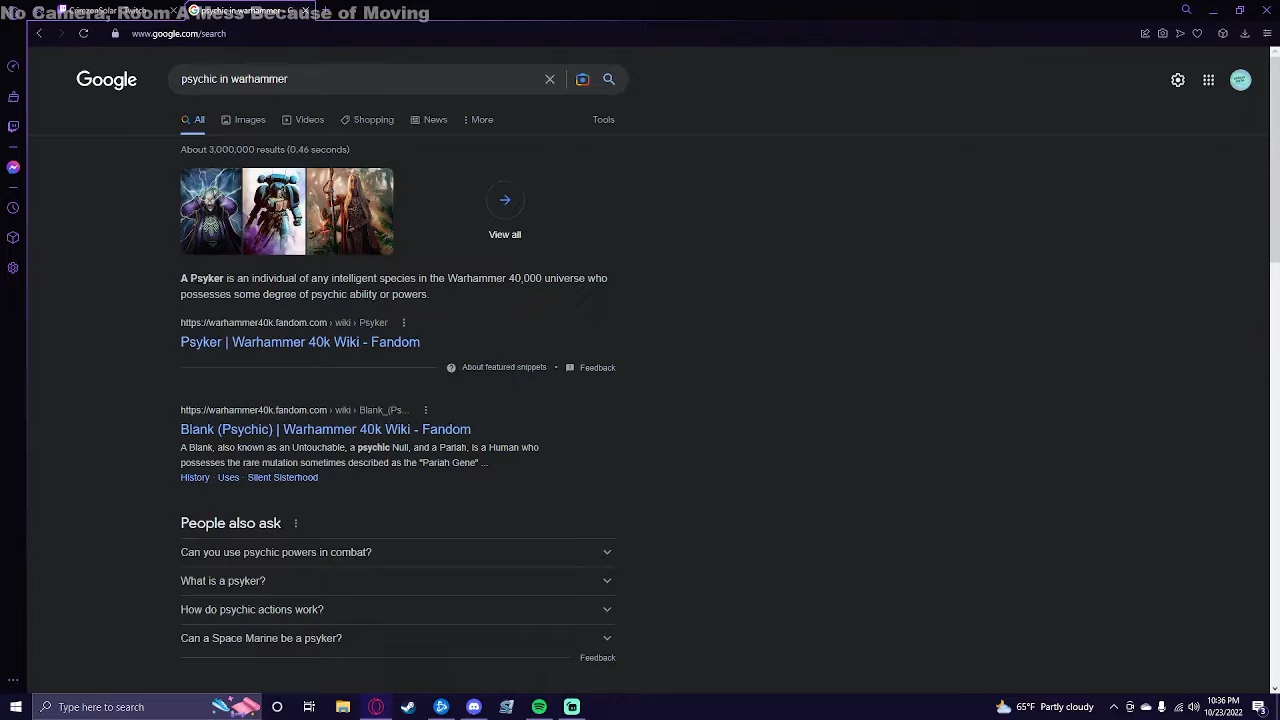 No Camera, Room A Mess Because of Moving
psychic in warhammer
www.google.com/search
Google
psychic in warhammer
All
Images
Videos
Shopping
News
More
Tools
About 3,000,000 results (0.46 seconds)
View all
A Psyker is an individual of any intelligent species in the Warhammer 40,000 universe who
possesses some degree of psychic ability or powers.
https://warhammer40k.fandom.com › wiki › Psyker
Psyker | Warhammer 40k Wiki - Fandom
About featured snippets · Feedback
https://warhammer40k.fandom.com › wiki › Blank_(Ps...
Blank (Psychic) | Warhammer 40k Wiki - Fandom
A Blank, also known as an Untouchable, a psychic Null, and a Pariah, is a Human who
possesses the rare mutation sometimes described as the "Pariah Gene" ...
History · Uses · Silent Sisterhood
People also ask
Can you use psychic powers in combat?
What is a psyker?
How do psychic actions work?
Can a Space Marine be a psyker?
Feedback
Type here to search
65°F Partly cloudy
10:36 PM
10/23/2022